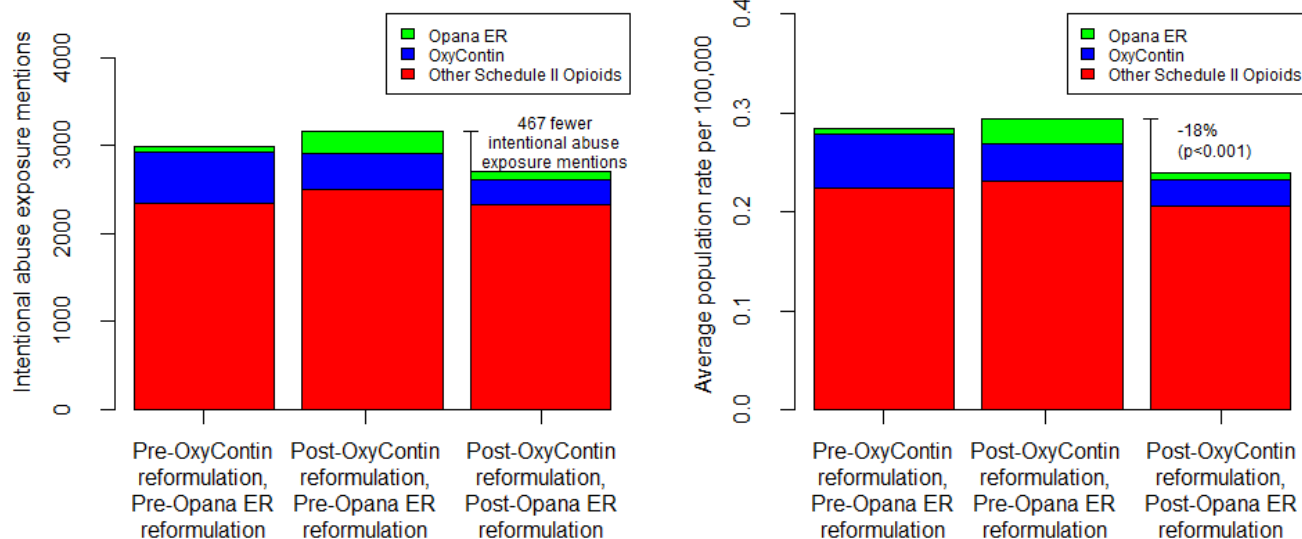 Intentional abuse exposure mentions
4000
3000
2000
1000
0
Opana ER
OxyContin
Other Schedule II Opioids
467 fewer
intentional abuse
exposure mentions
Pre-OxyContin
reformulation,
Pre-Opana ER
reformulation
Post-OxyContin
reformulation,
Pre-Opana ER
reformulation
Post-OxyContin
reformulation,
Post-Opana ER
reformulation
Average population rate per 100,000
0.4
0.3
0.2
0.1
0.0
Opana ER
OxyContin
Other Schedule II Opioids
-18%
(p<0.001)
Pre-OxyContin
reformulation,
Pre-Opana ER
reformulation
Post-OxyContin
reformulation,
Pre-Opana ER
reformulation
Post-OxyContin
reformulation,
Post-Opana ER
reformulation